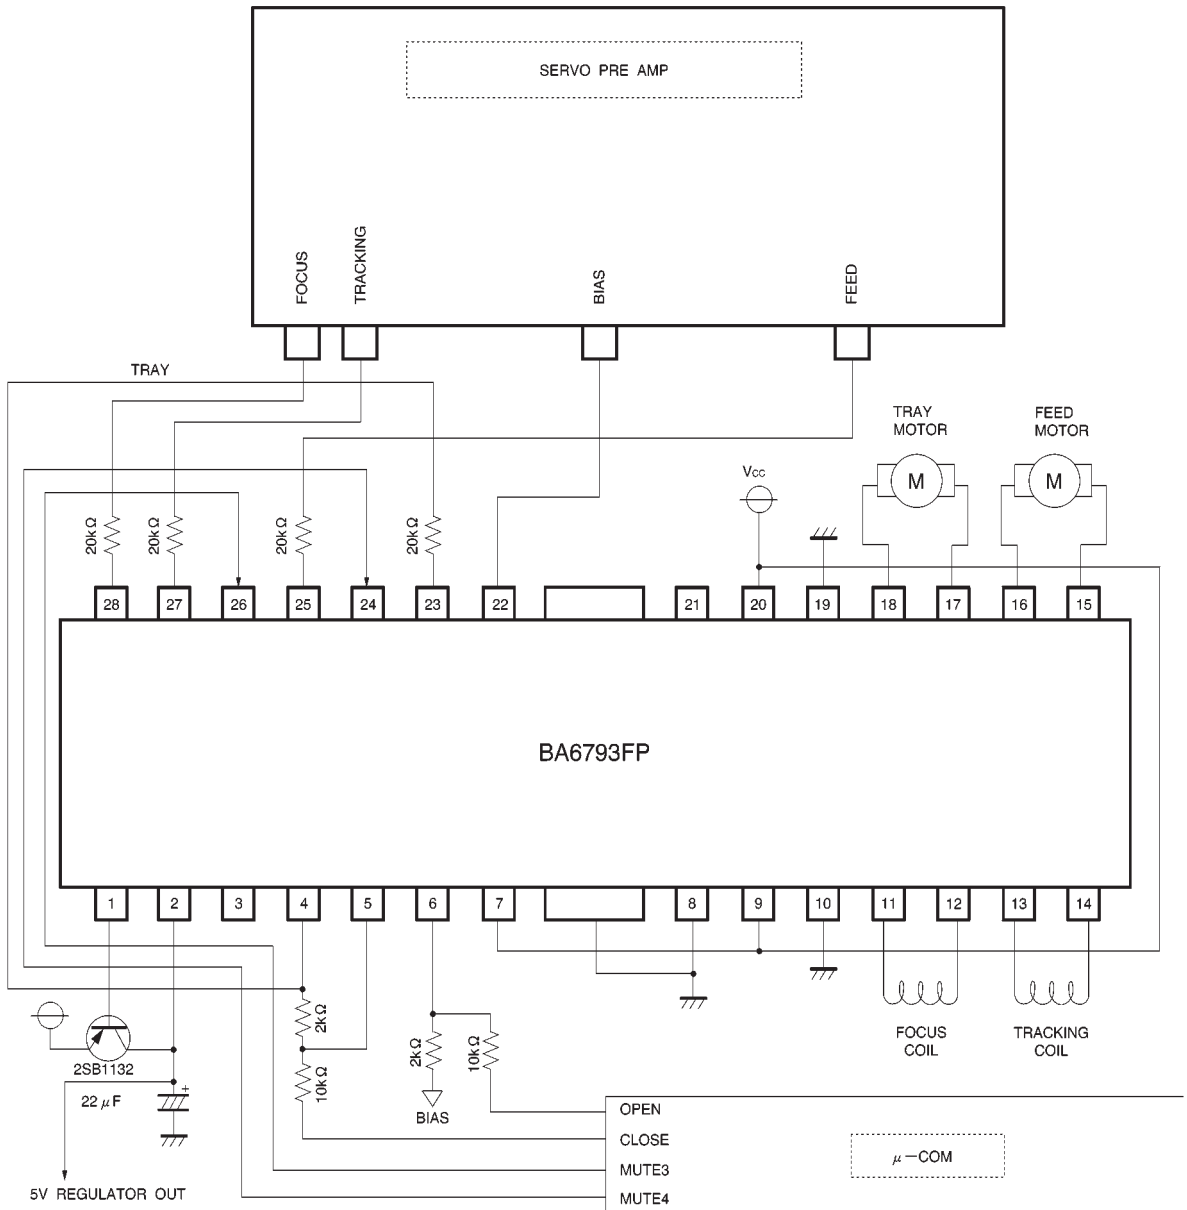 SERVO PRE AMP
FOCUS
TRACKING
BIAS
FEED
TRAY
TRAY
MOTOR
FEED
MOTOR
M
M
Vcc
20kΩ
20kΩ
20kΩ
20kΩ
28
27
26
25
24
23
22
21
20
19
18
17
16
15
BA6793FP
1
2
3
4
5
6
7
8
9
10
11
12
13
14
2kΩ
10kΩ
2kΩ
10kΩ
BIAS
FOCUS
COIL
TRACKING
COIL
2SB1132
+
22 μF
5V REGULATOR OUT
OPEN
CLOSE
MUTE3
MUTE4
μ-COM